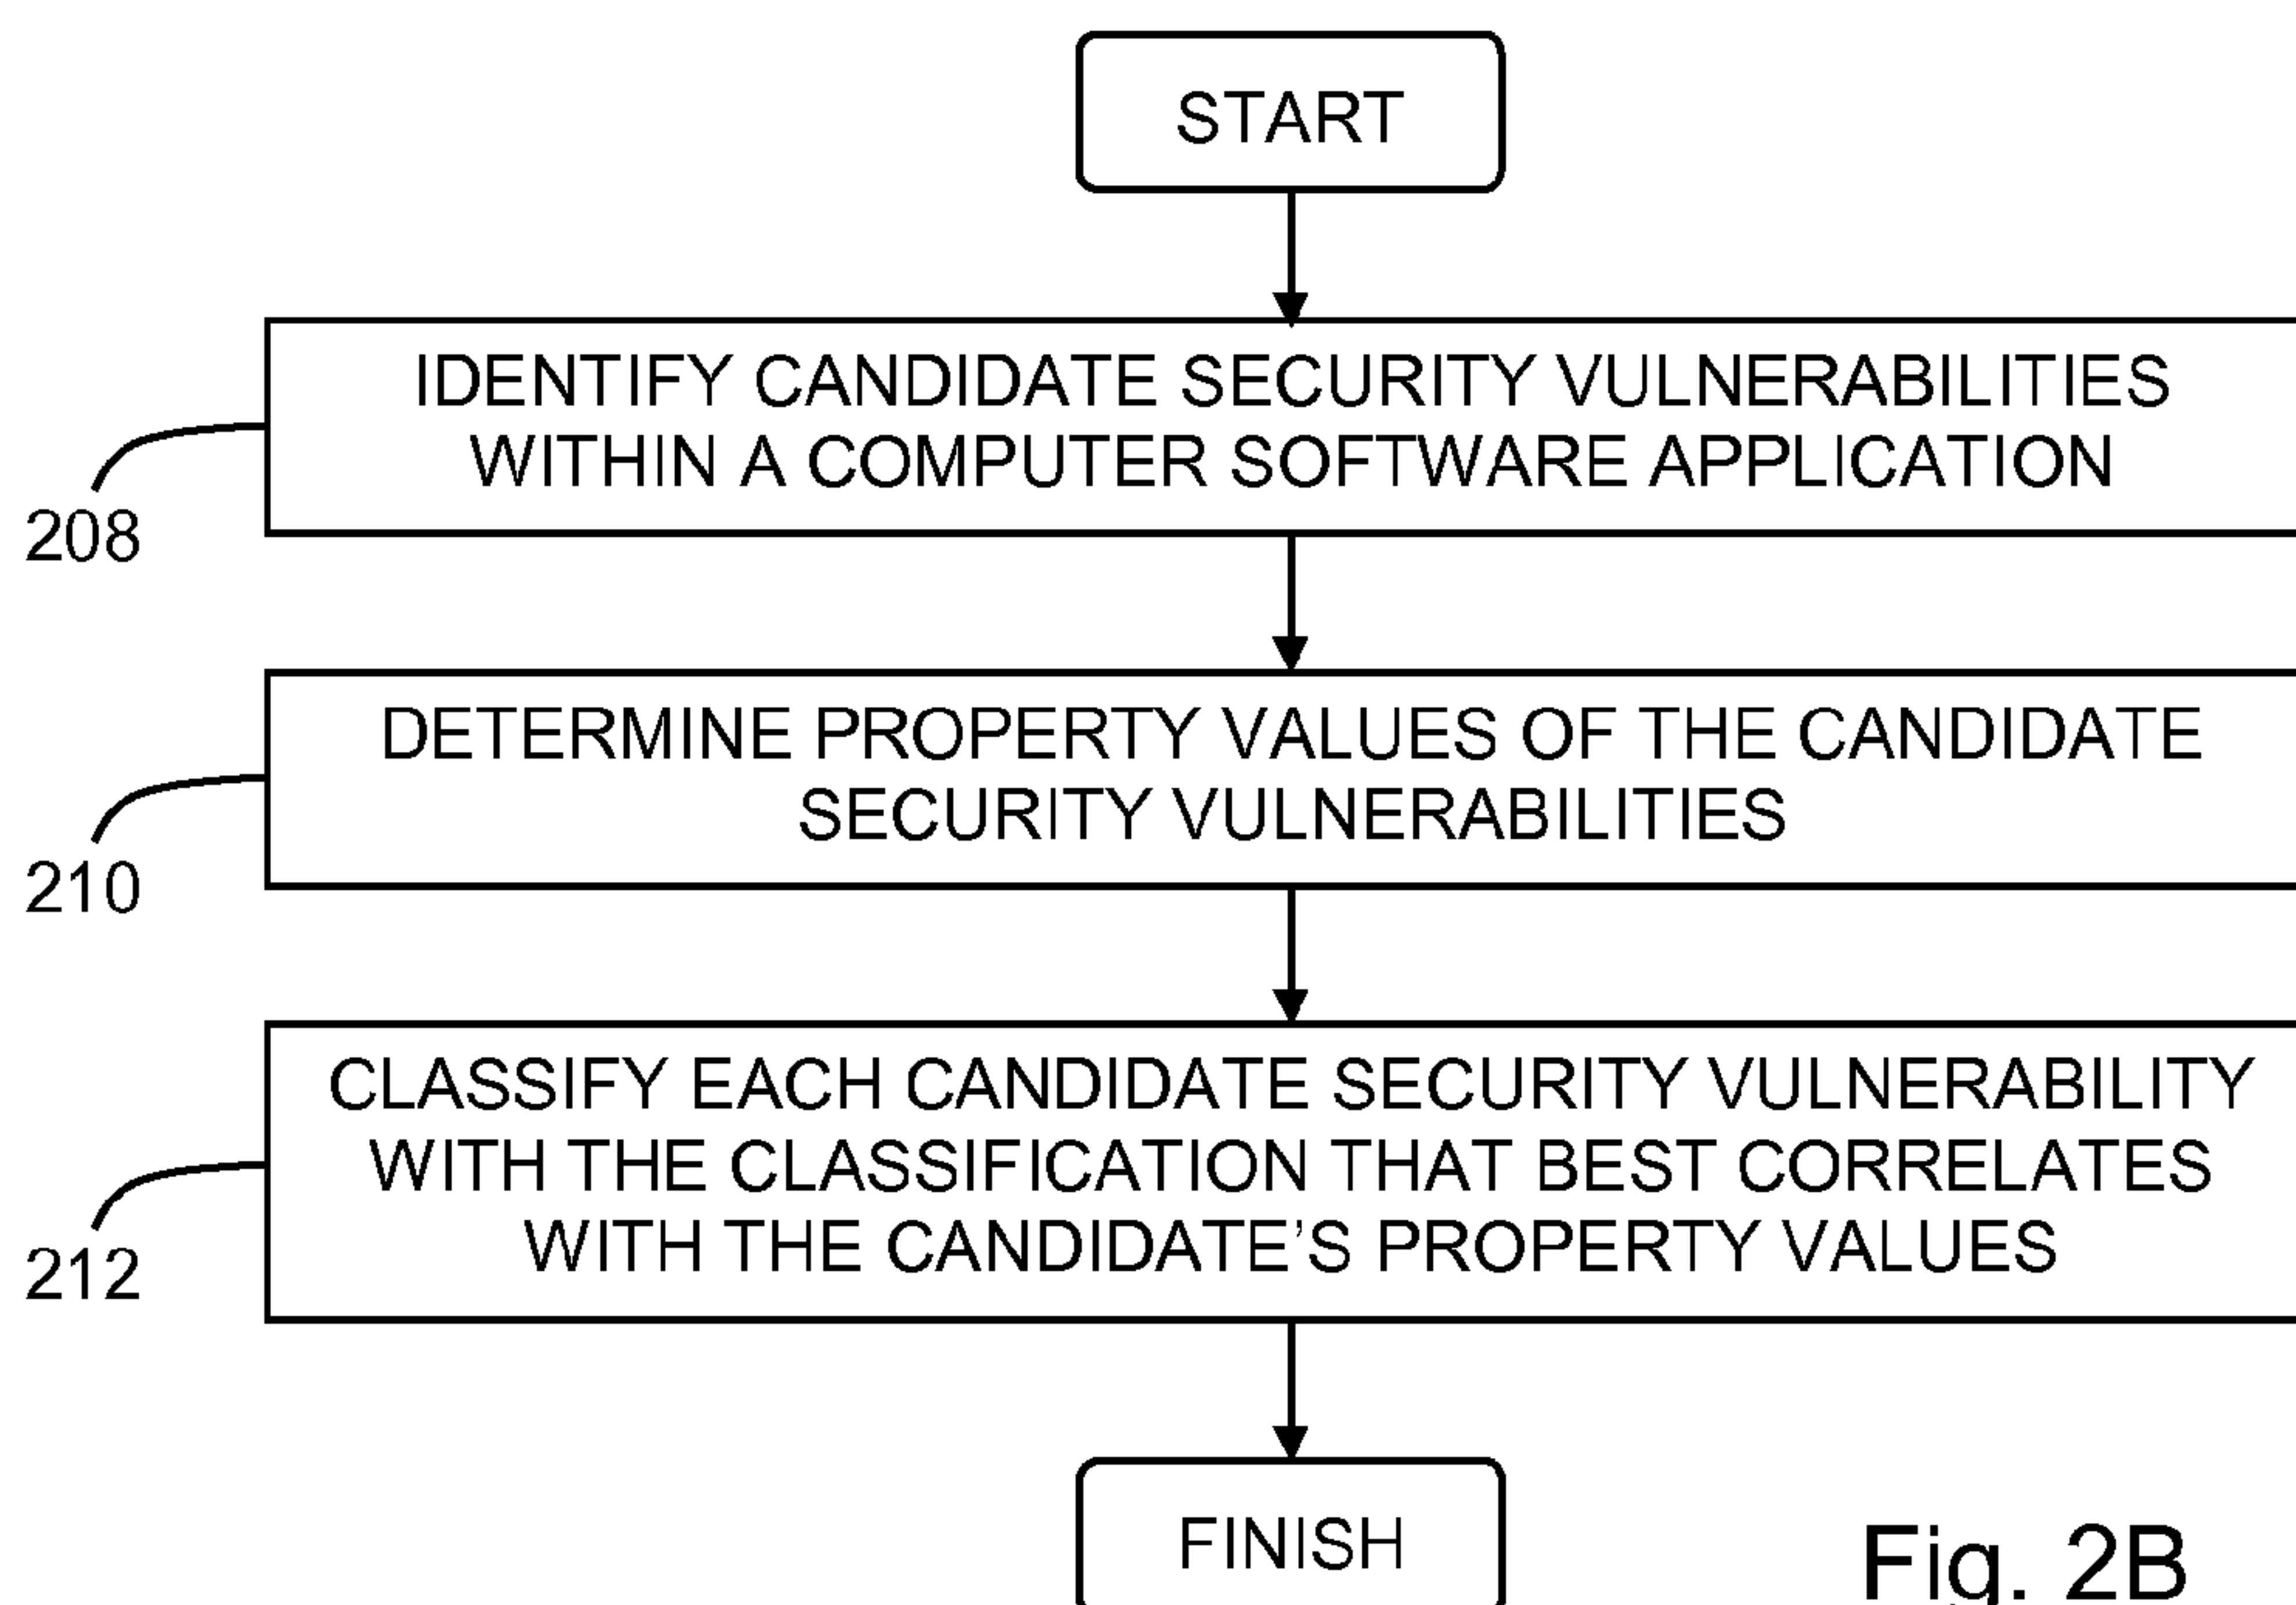 START
IDENTIFY CANDIDATE SECURITY VULNERABILITIES
WITHIN A COMPUTER SOFTWARE APPLICATION
208
DETERMINE PROPERTY VALUES OF THE CANDIDATE
SECURITY VULNERABILITIES
210
CLASSIFY EACH CANDIDATE SECURITY VULNERABILITY
WITH THE CLASSIFICATION THAT BEST CORRELATES
WITH THE CANDIDATE'S PROPERTY VALUES
212
FINISH
Fig. 2B